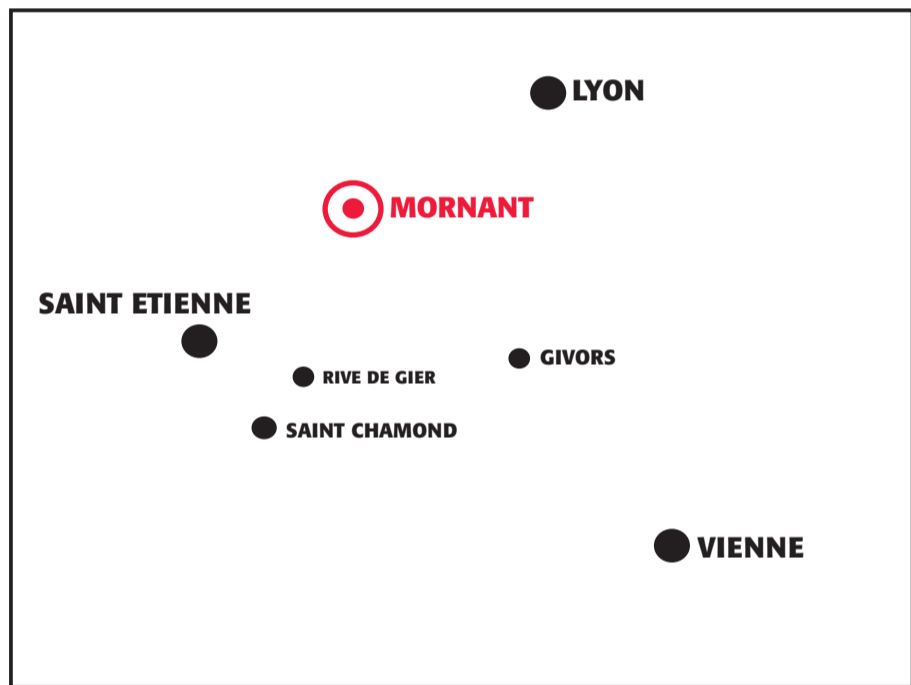 LYON
MORNANT
SAINT ETIENNE
GIVORS
RIVE DE GIER
SAINT CHAMOND
VIENNE